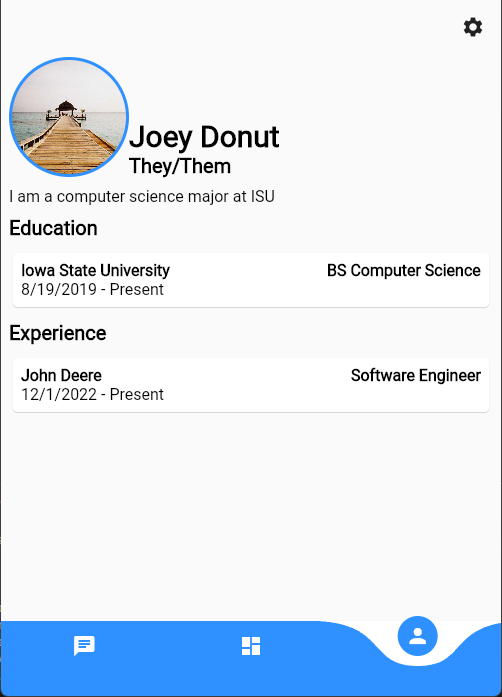 Joey Donut
They/Them
I am a computer science major at ISU
Education
Iowa State University BS Computer Science
8/19/2019 - Present
Experience
John Deere Software Engineer
12/1/2022 - Present